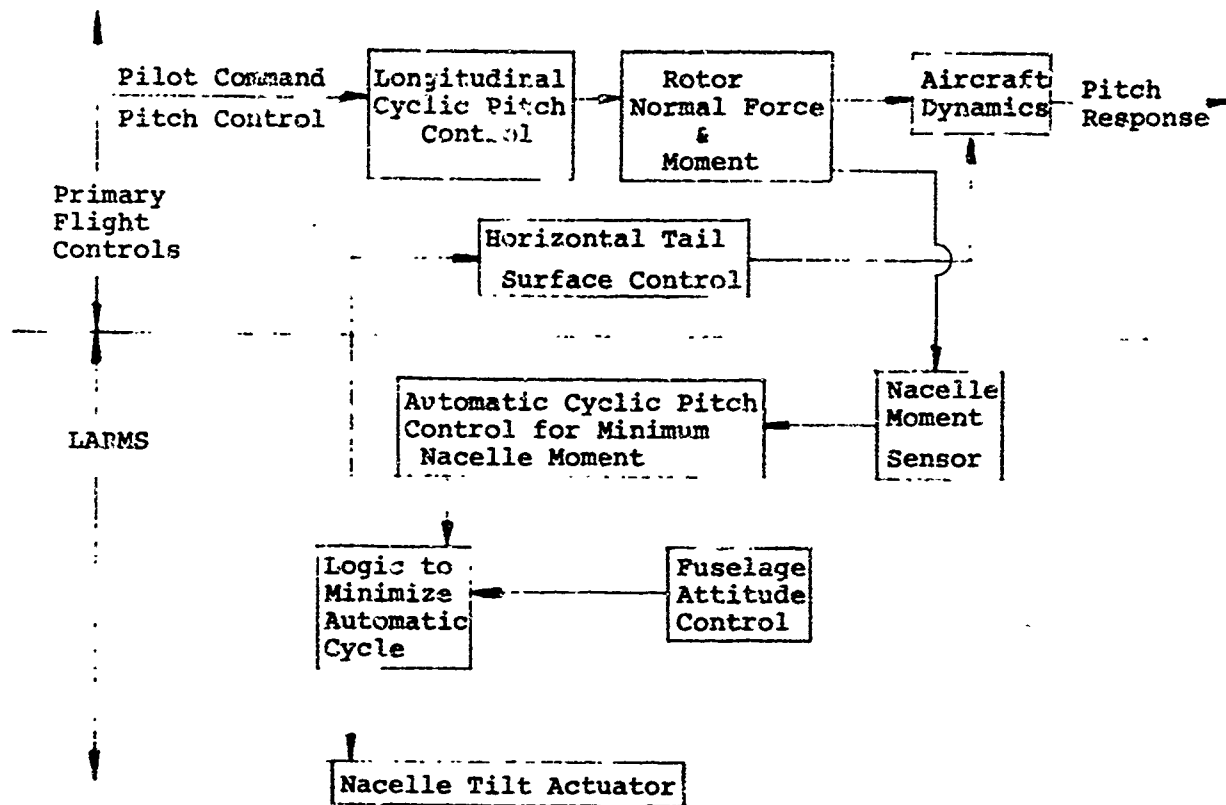 Pilot Command
Pitch Control
Longitudinal
Cyclic Pitch
Control
Rotor
Normal Force
&
Moment
Aircraft
Dynamics
Pitch
Response
Primary
Flight
Controls
Horizontal Tail
Surface Control
LARMS
Automatic Cyclic Pitch
Control for Minimum
Nacelle Moment
Nacelle
Moment
Sensor
Logic to
Minimize
Automatic
Cycle
Fuselage
Attitude
Control
Nacelle Tilt Actuator